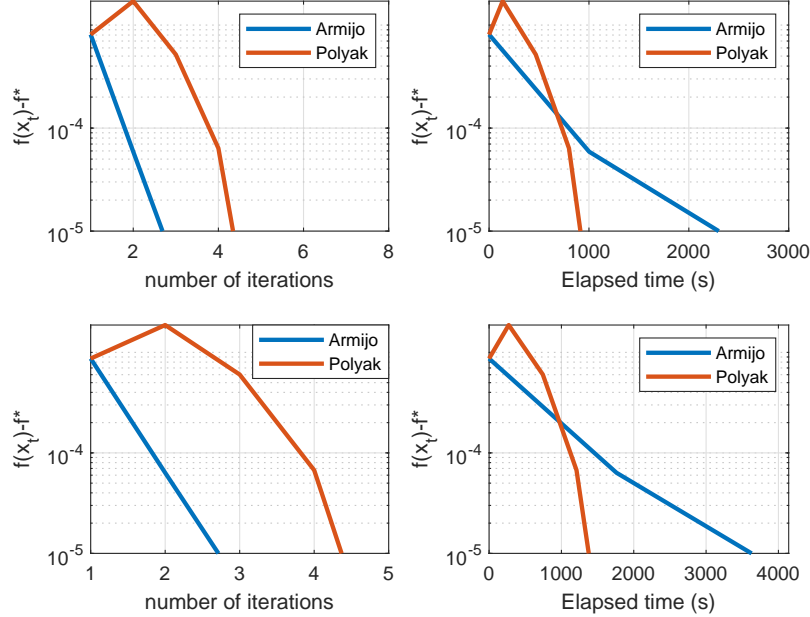 Armijo
Polyak
f(x_t)-f*
10^-4
10^-5
2 4 6 8
number of iterations
Armijo
Polyak
f(x_t)-f*
10^-4
10^-5
0 1000 2000 3000
Elapsed time (s)
Armijo
Polyak
f(x_t)-f*
10^-4
10^-5
1 2 3 4 5
number of iterations
Armijo
Polyak
f(x_t)-f*
10^-4
10^-5
0 1000 2000 3000 4000
Elapsed time (s)